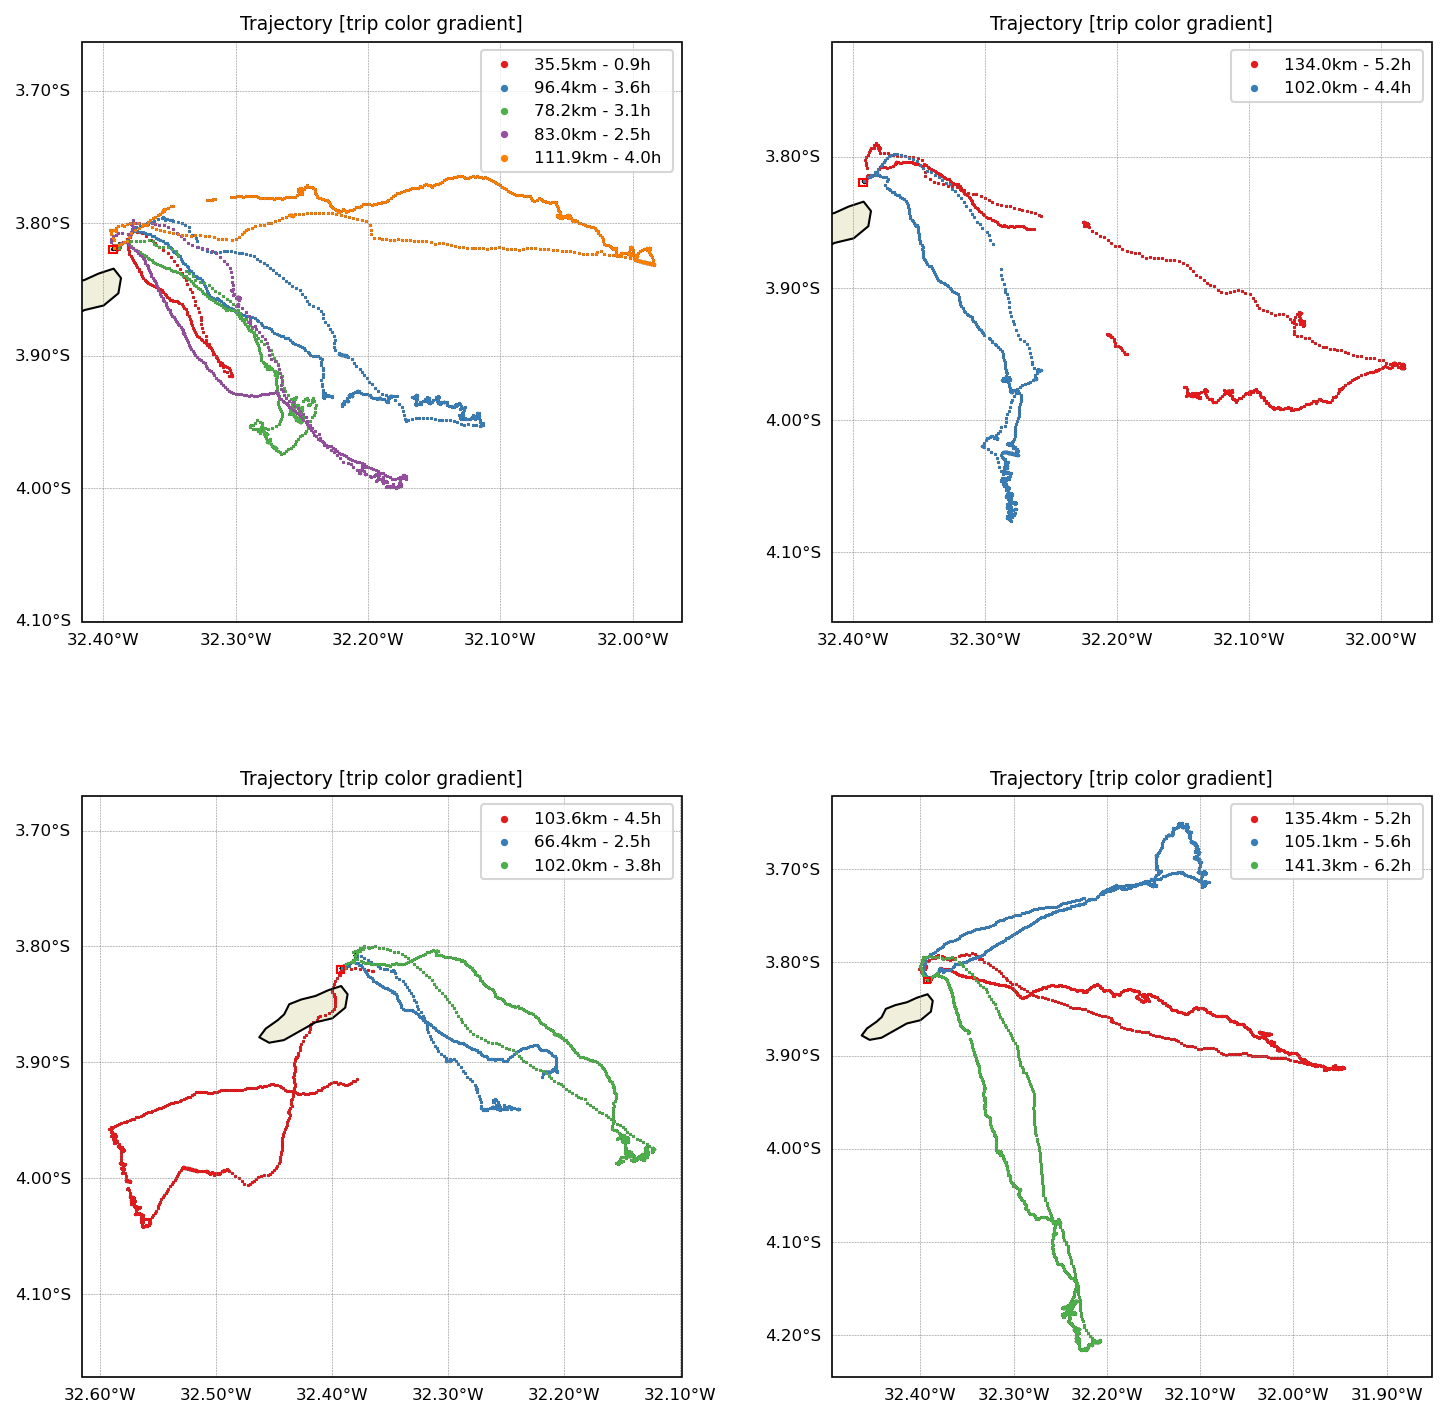 Trajectory [trip color gradient]
35.5km - 0.9h
96.4km - 3.6h
78.2km - 3.1h
83.0km - 2.5h
111.9km - 4.0h
3.70°S
3.80°S
3.90°S
4.00°S
4.10°S
32.40°W 32.30°W 32.20°W 32.10°W 32.00°W
Trajectory [trip color gradient]
134.0km - 5.2h
102.0km - 4.4h
3.80°S
3.90°S
4.00°S
4.10°S
32.40°W 32.30°W 32.20°W 32.10°W 32.00°W
Trajectory [trip color gradient]
103.6km - 4.5h
66.4km - 2.5h
102.0km - 3.8h
3.70°S
3.80°S
3.90°S
4.00°S
4.10°S
32.60°W 32.50°W 32.40°W 32.30°W 32.20°W 32.10°W
Trajectory [trip color gradient]
135.4km - 5.2h
105.1km - 5.6h
141.3km - 6.2h
3.70°S
3.80°S
3.90°S
4.00°S
4.10°S
4.20°S
32.40°W 32.30°W 32.20°W 32.10°W 32.00°W 31.90°W